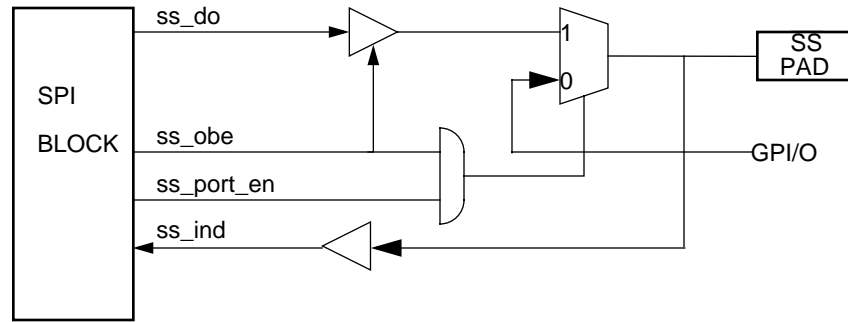 ss_do
1
SS
PAD
0
SPI
BLOCK
ss_obe
GPI/O
ss_port_en
ss_ind